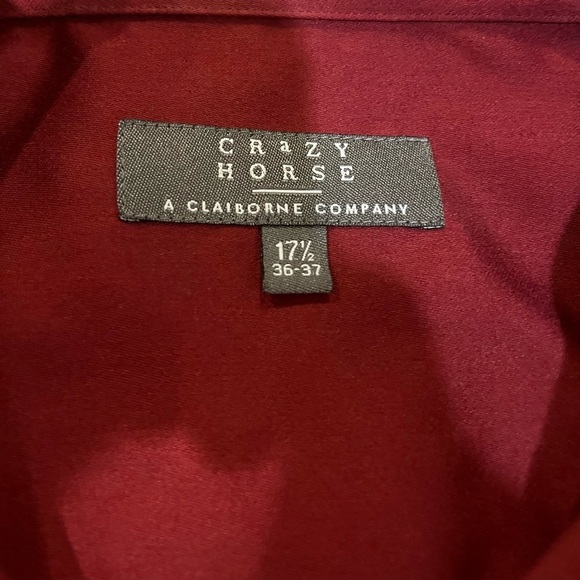 CRaZY
HORSE
A CLAIBORNE COMPANY
17½
36-37